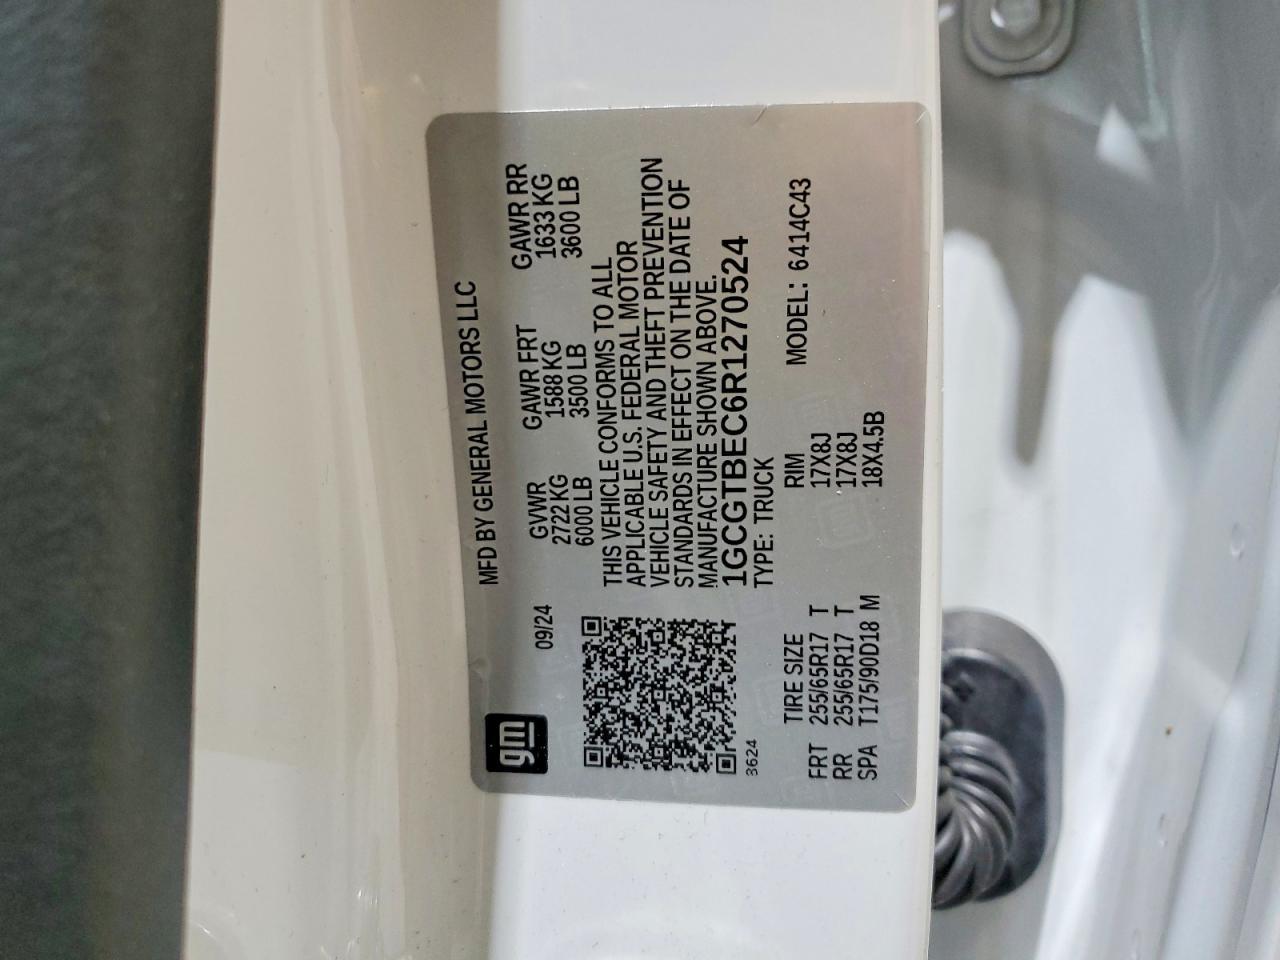 gm
MFD BY GENERAL MOTORS LLC
09/24
GVWR GAWR FRT GAWR RR
2722 KG 1588 KG 1633 KG
6000 LB 3500 LB 3600 LB
THIS VEHICLE CONFORMS TO ALL
APPLICABLE U.S. FEDERAL MOTOR
VEHICLE SAFETY AND THEFT PREVENTION
STANDARDS IN EFFECT ON THE DATE OF
MANUFACTURE SHOWN ABOVE.
1GCGTBEC6R1270524
3624
TYPE: TRUCK MODEL: 6414C43
TIRE SIZE RIM
FRT 255/65R17 T 17X8J
RR 255/65R17 T 17X8J
SPA T175/90D18 M 18X4.5B